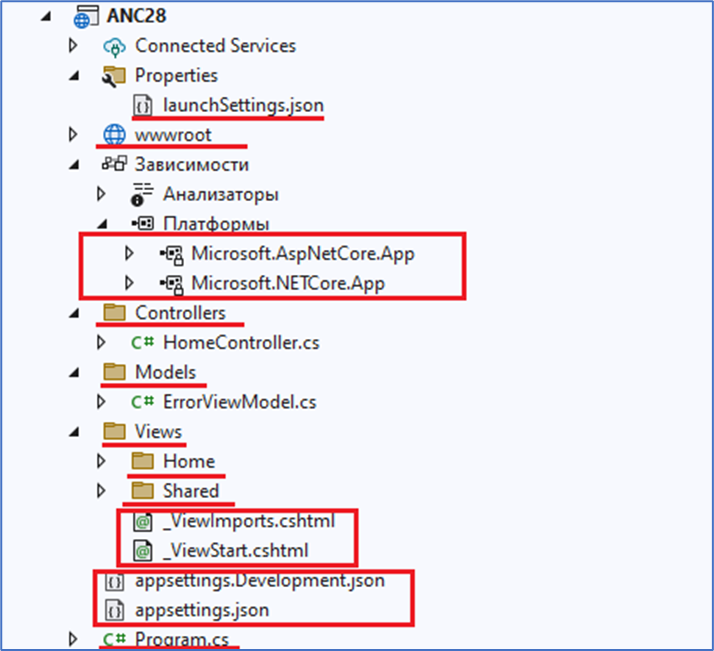 ANC28
Connected Services
Properties
launchSettings.json
wwwroot
Зависимости
Анализаторы
Платформы
Microsoft.AspNetCore.App
Microsoft.NETCore.App
Controllers
C# HomeController.cs
Models
C# ErrorViewModel.cs
Views
Home
Shared
_ViewImports.cshtml
_ViewStart.cshtml
appsettings.Development.json
appsettings.json
C# Program.cs